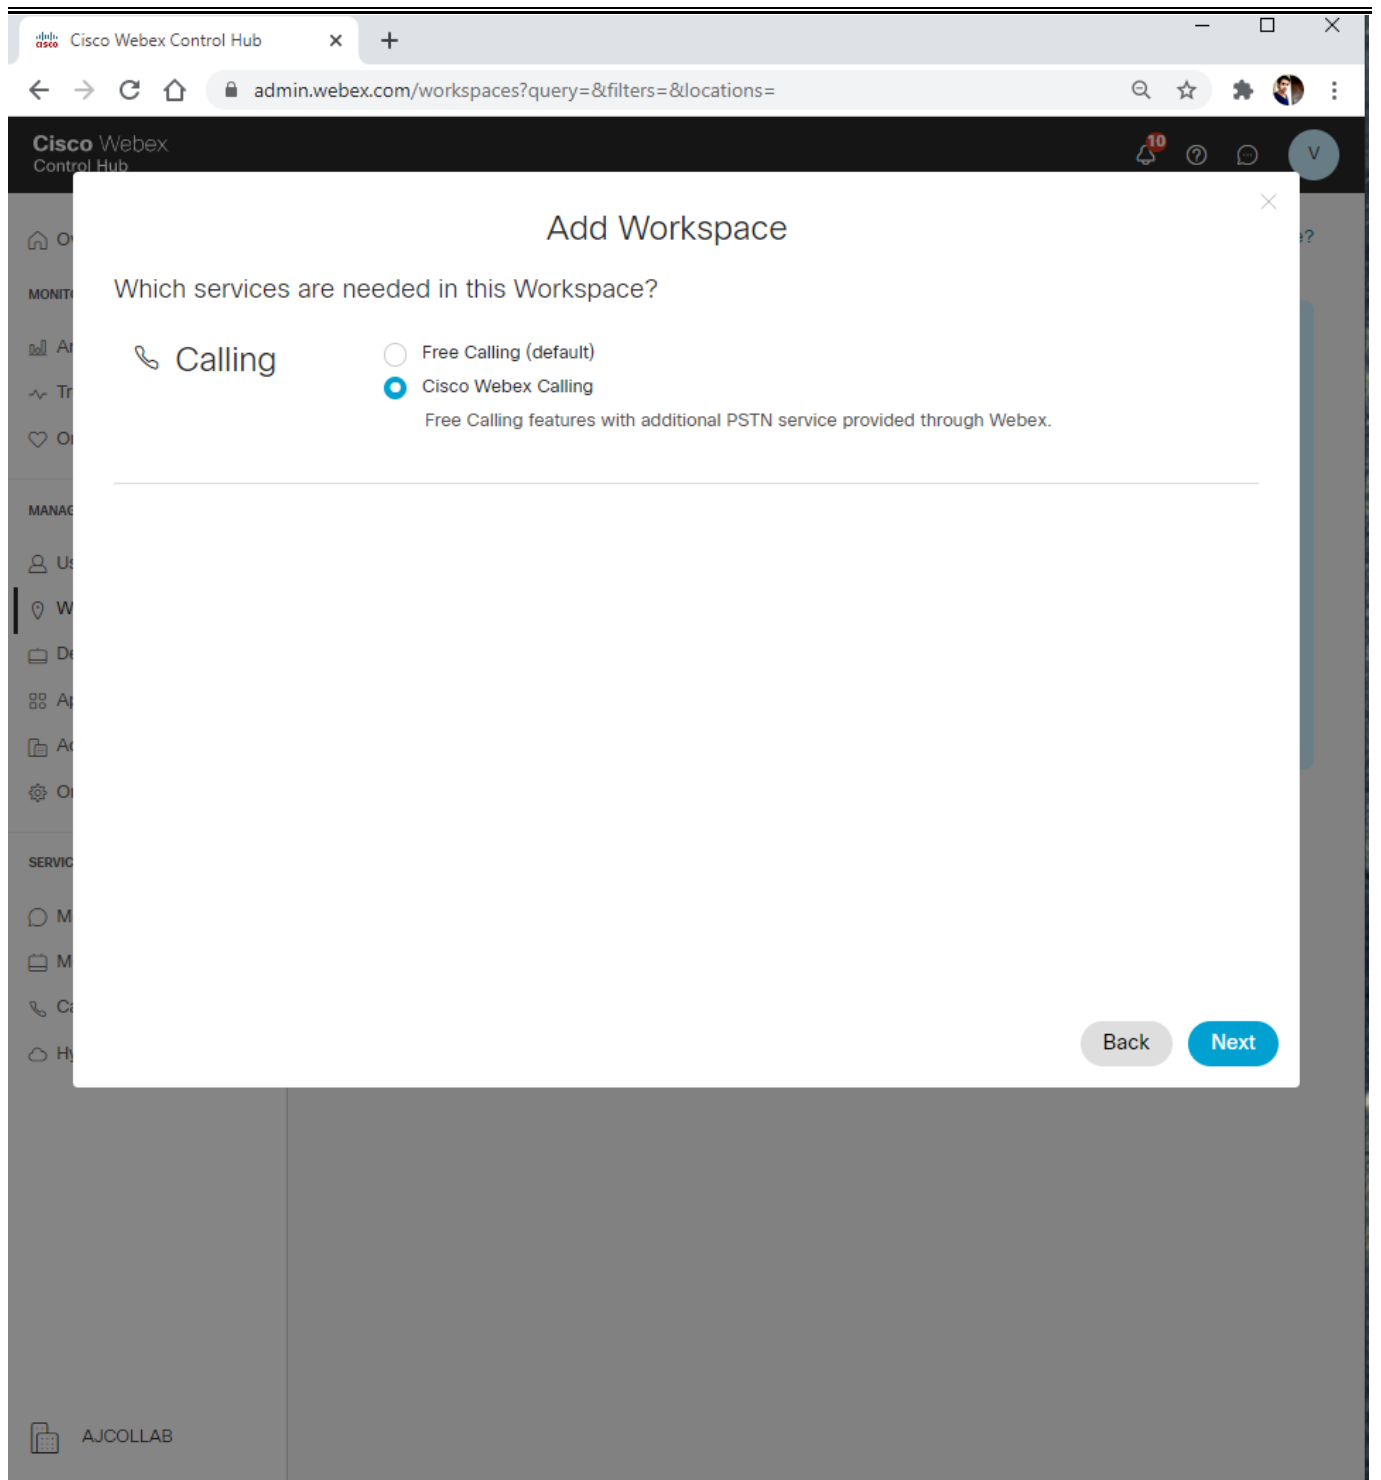 Cisco Webex Control Hub
admin.webex.com/workspaces?query=&filters=&locations=
Cisco Webex
Control Hub
10
V
Add Workspace
Which services are needed in this Workspace?
Calling
Free Calling (default)
Cisco Webex Calling
Free Calling features with additional PSTN service provided through Webex.
Back
Next
AJCOLLAB